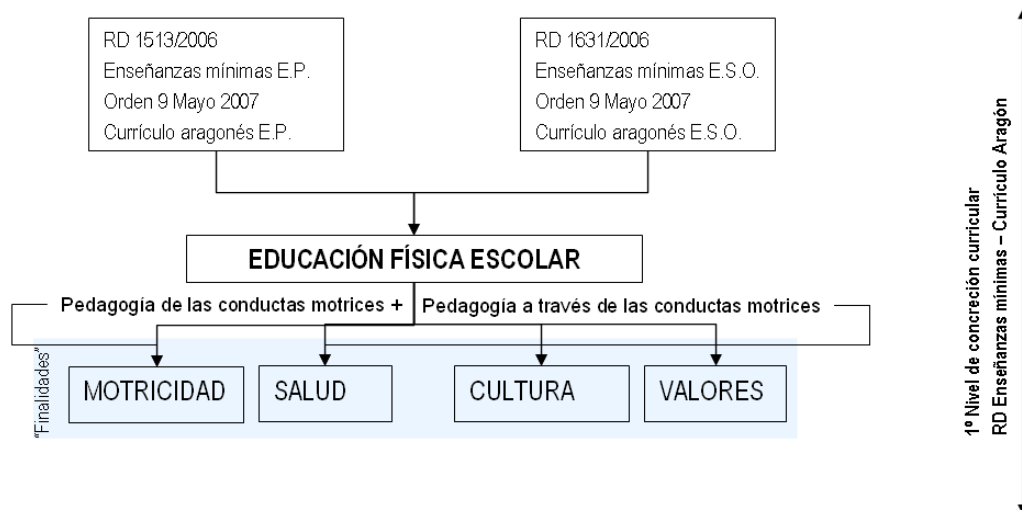 RD 1513/2006
Enseñanzas mínimas E.P.
Orden 9 Mayo 2007
Currículo aragonés E.P.
RD 1631/2006
Enseñanzas mínimas E.S.O.
Orden 9 Mayo 2007
Currículo aragonés E.S.O.
EDUCACIÓN FÍSICA ESCOLAR
Pedagogía de las conductas motrices + Pedagogía a través de las conductas motrices
"Finalidades"
MOTRICIDAD
SALUD
CULTURA
VALORES
1º Nivel de concreción curricular
RD Enseñanzas mínimas – Currículo Aragón